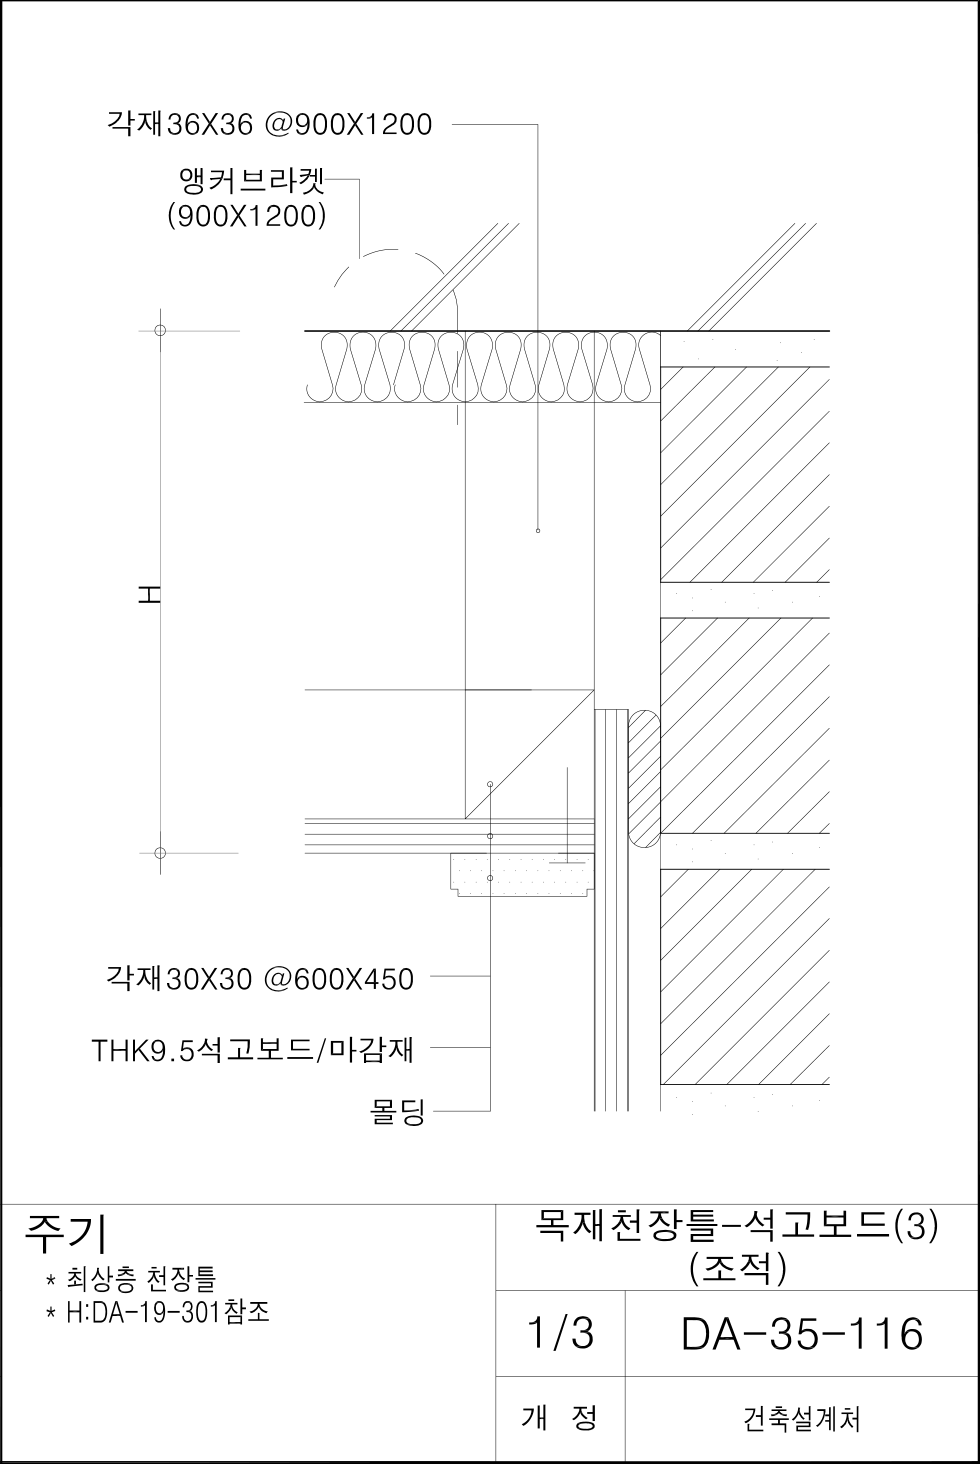 각재36X36 @900X1200
앵커브라켓
(900X1200)
H
각재30X30 @600X450
THK9.5석고보드/마감재
몰딩
주기
* 최상층 천장틀
* H:DA-19-301참조
목재천장틀-석고보드(3)
(조적)
1/3
DA-35-116
개 정
건축설계처